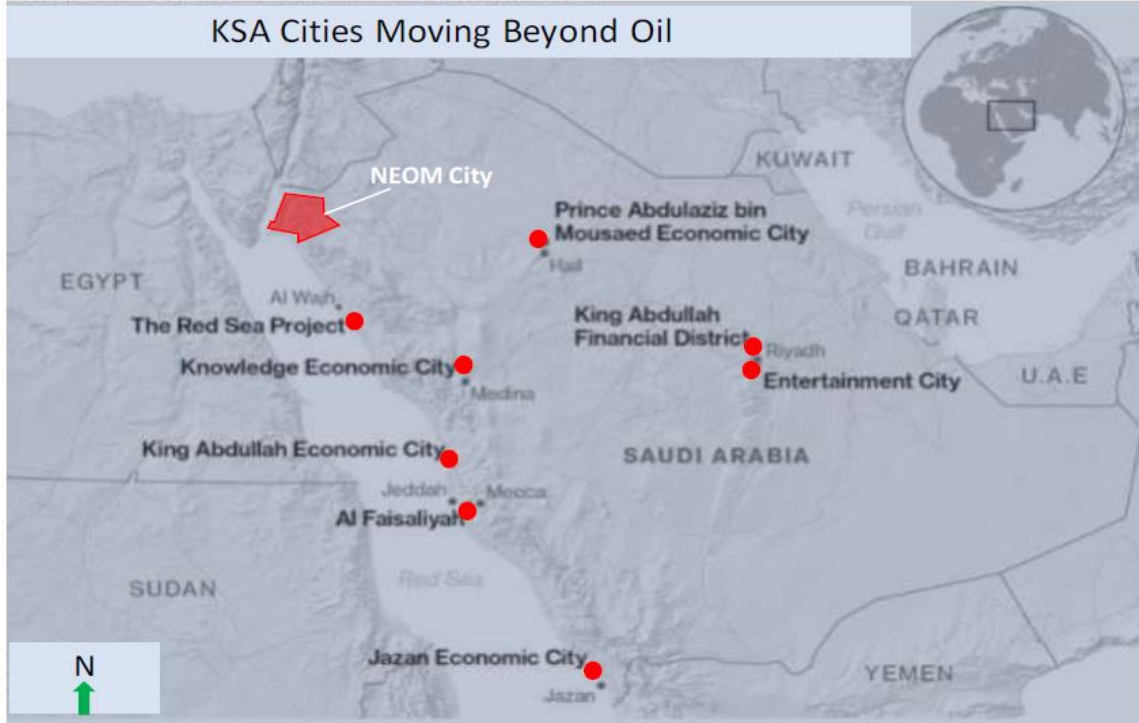 KSA Cities Moving Beyond Oil
KUWAIT
NEOM City
Prince Abdulaziz bin
Mousaed Economic City
Persian
Gulf
Hail
BAHRAIN
EGYPT
Al Wajh
The Red Sea Project
King Abdullah
Financial District
QATAR
Riyadh
Knowledge Economic City
Medina
Entertainment City
U.A.E
King Abdullah Economic City
SAUDI ARABIA
Jeddah
Mecca
Al Faisaliyah
Red Sea
SUDAN
N
Jazan Economic City
Jazan
YEMEN